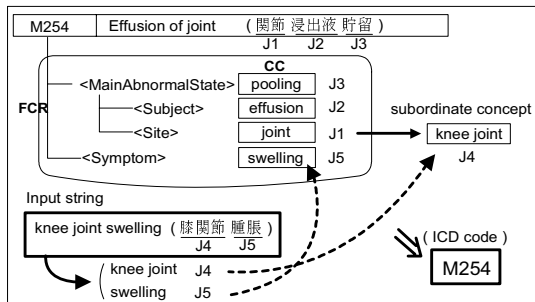 M254 Effusion of joint (関節 浸出液 貯留)
J1 J2 J3
CC
<MainAbnormalState> pooling J3
FCR <Subject> effusion J2
subordinate concept
<Site> joint J1 knee joint
<Symptom> swelling J5 J4
Input string
knee joint swelling (膝関節 腫脹)
J4 J5
(ICD code)
M254
knee joint J4
swelling J5